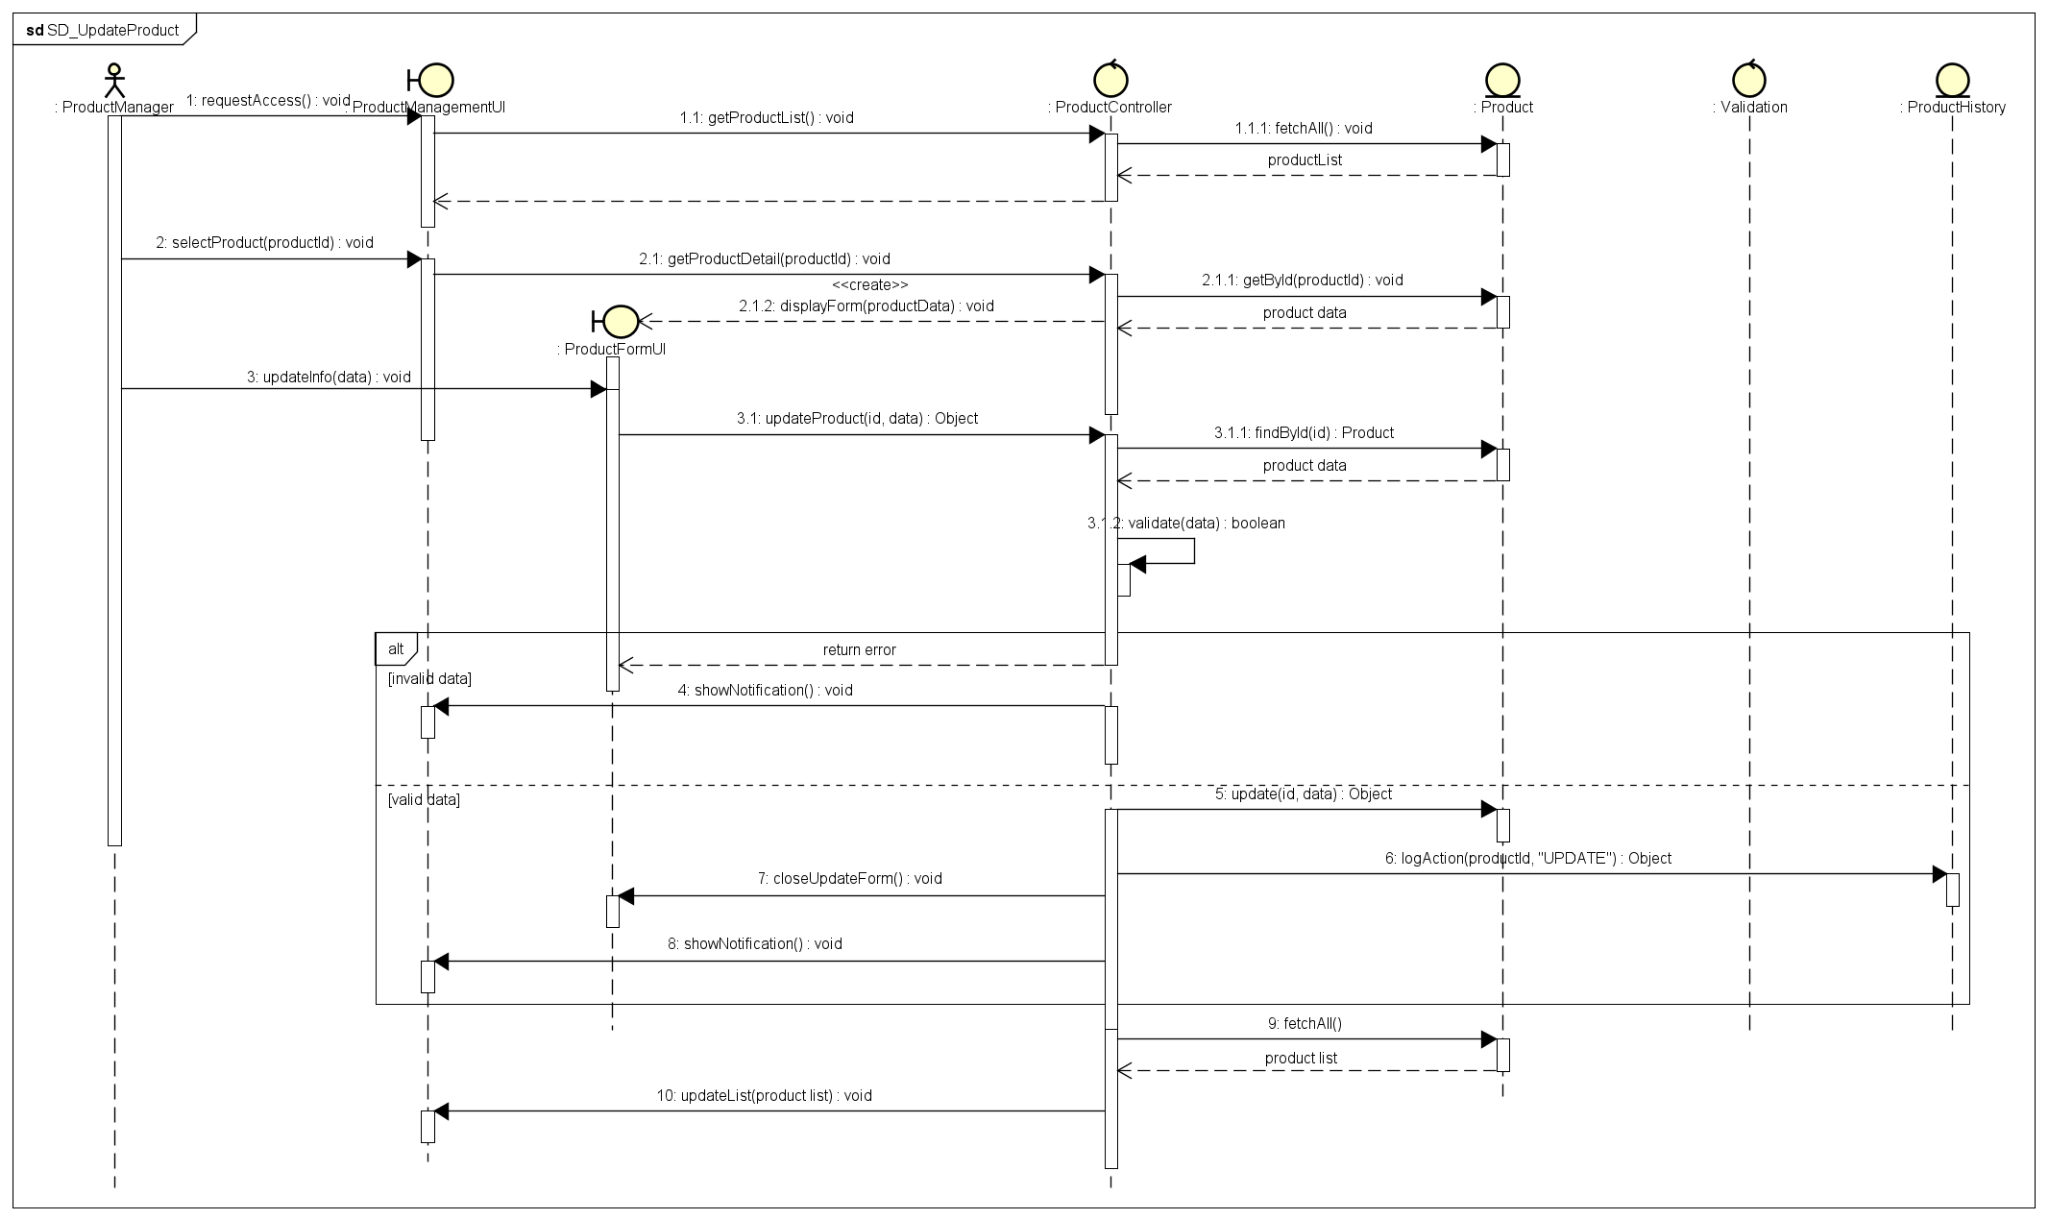 sd SD_UpdateProduct
: ProductManager
: ProductManagementUI
: ProductController
: Product
: Validation
: ProductHistory
1: requestAccess() : void
1.1: getProductList() : void
1.1.1: fetchAll() : void
productList
2: selectProduct(productId) : void
2.1: getProductDetail(productId) : void
2.1.1: getById(productId) : void
<<create>>
2.1.2: displayForm(productData) : void
product data
: ProductFormUI
3: updateInfo(data) : void
3.1: updateProduct(id, data) : Object
3.1.1: findById(id) : Product
product data
3.1.2: validate(data) : boolean
alt
return error
[invalid data]
4: showNotification() : void
[valid data]
5: update(id, data) : Object
6: logAction(productId, "UPDATE") : Object
7: closeUpdateForm() : void
8: showNotification() : void
9: fetchAll()
product list
10: updateList(product list) : void